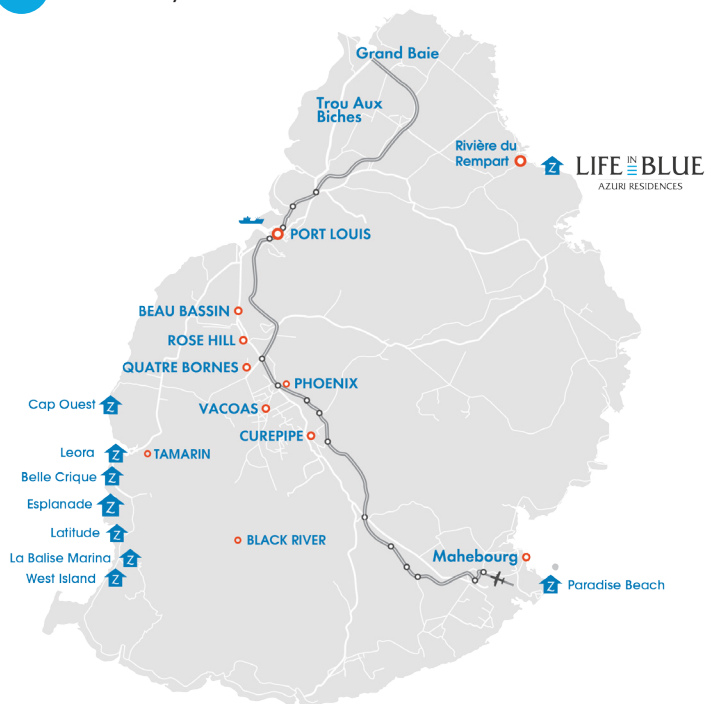 Grand Baie
Trou Aux
Biches
Rivière du
Rempart
LIFE IN BLUE
AZURI RESIDENCES
PORT LOUIS
BEAU BASSIN
ROSE HILL
QUATRE BORNES
PHOENIX
Cap Ouest
VACOAS
CUREPIPE
Leora
TAMARIN
Belle Crique
Esplanade
Latitude
BLACK RIVER
La Balise Marina
Mahebourg
West Island
Paradise Beach